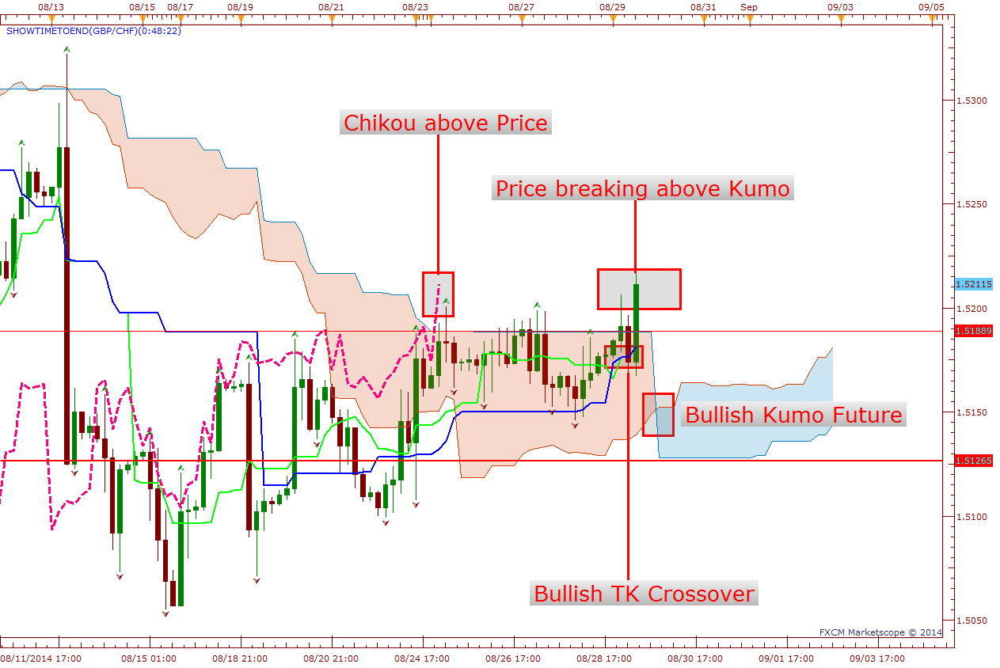 08/13 08/15 08/17 08/19 08/21 08/23 08/27 08/29 08/31 Sep 09/03 09/05
SHOWTIMETOEND(GBP/CHF)(0:48:22)
1.5300
Chikou above Price
Price breaking above Kumo
1.5250
1.52115
1.5200
1.51889
1.5150
Bullish Kumo Future
1.51265
1.5100
Bullish TK Crossover
1.5050
FXCM Marketscope © 2014
08/11/2014 17:00 08/15 01:00 08/18 21:00 08/20 21:00 08/24 17:00 08/26 17:00 08/28 17:00 08/30 17:00 09/01 17:00 09/03 17:00